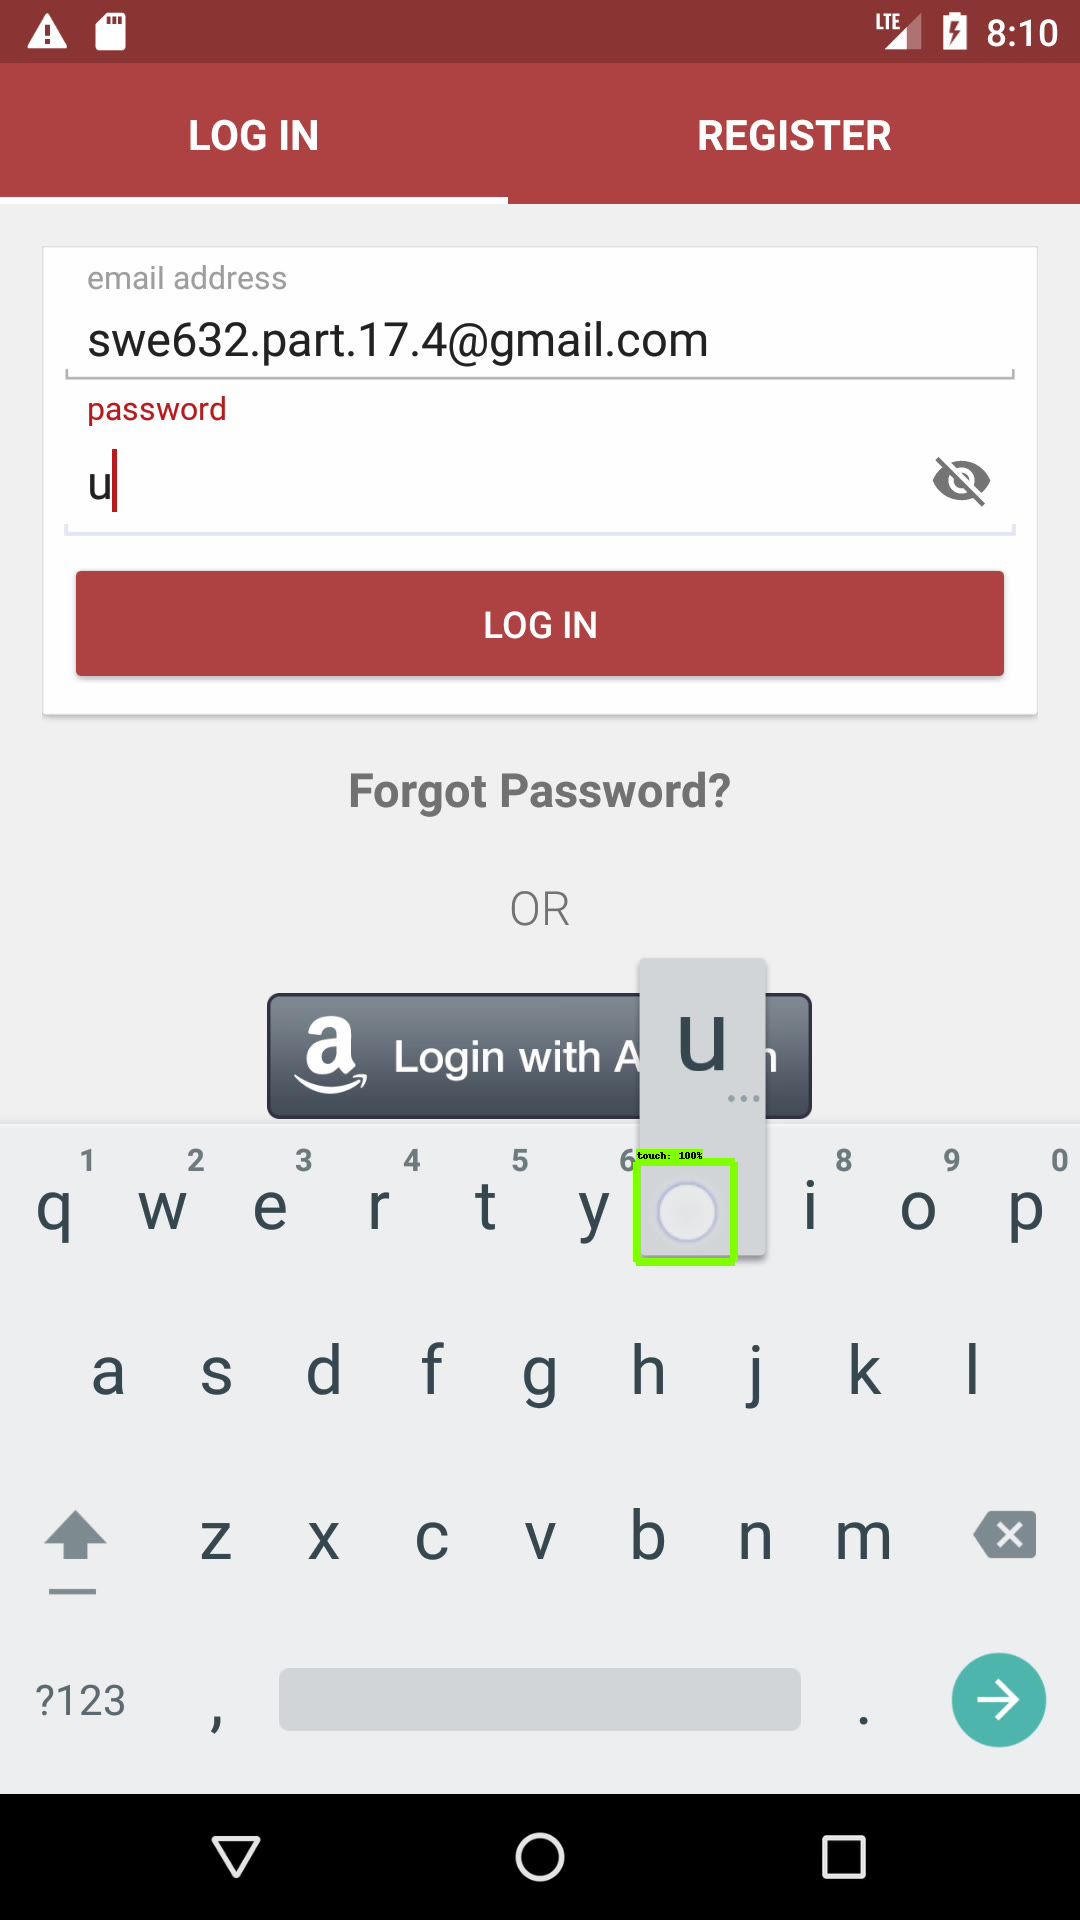 LTE 8:10
LOG IN REGISTER
email address
swe632.part.17.4@gmail.com
password
u
LOG IN
Forgot Password?
OR
a Login with A n
u
...
touch: 100%
1 2 3 4 5 6 8 9 0
q w e r t y i o p
a s d f g h j k l
z x c v b n m
?123 , .